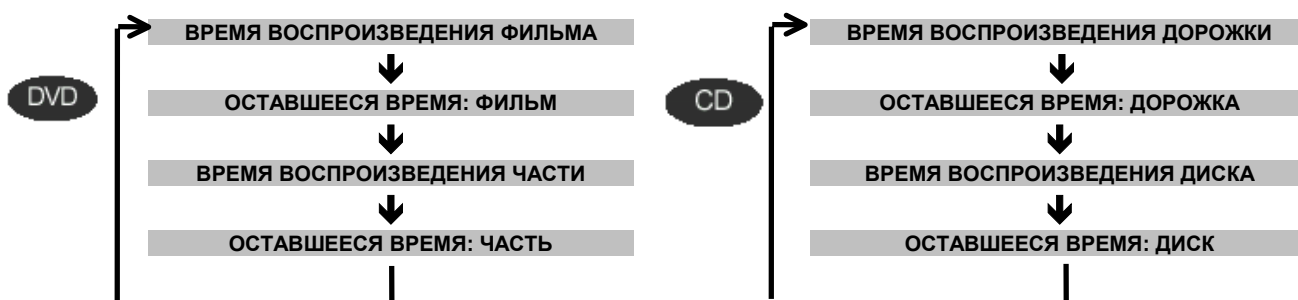 DVD
ВРЕМЯ ВОСПРОИЗВЕДЕНИЯ ФИЛЬМА
ОСТАВШЕЕСЯ ВРЕМЯ: ФИЛЬМ
ВРЕМЯ ВОСПРОИЗВЕДЕНИЯ ЧАСТИ
ОСТАВШЕЕСЯ ВРЕМЯ: ЧАСТЬ
CD
ВРЕМЯ ВОСПРОИЗВЕДЕНИЯ ДОРОЖКИ
ОСТАВШЕЕСЯ ВРЕМЯ: ДОРОЖКА
ВРЕМЯ ВОСПРОИЗВЕДЕНИЯ ДИСКА
ОСТАВШЕЕСЯ ВРЕМЯ: ДИСК